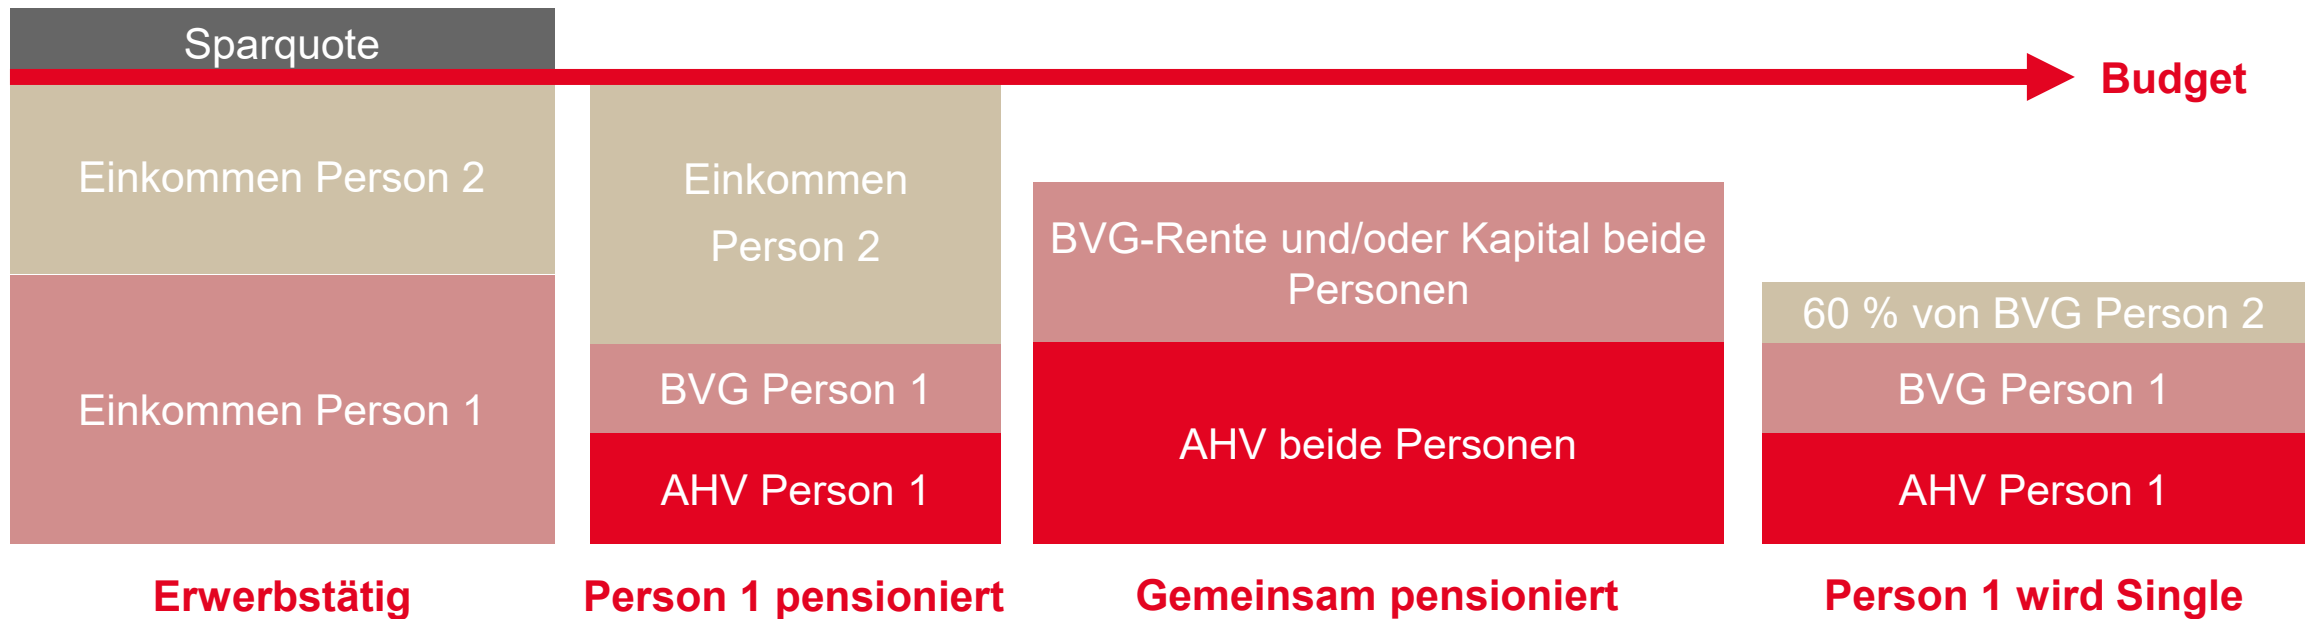 Sparquote
Budget
Einkommen Person 2
Einkommen Person 1
Erwerbstätig
Einkommen
Person 2
BVG Person 1
AHV Person 1
Person 1 pensioniert
BVG-Rente und/oder Kapital beide
Personen
AHV beide Personen
Gemeinsam pensioniert
60 % von BVG Person 2
BVG Person 1
AHV Person 1
Person 1 wird Single